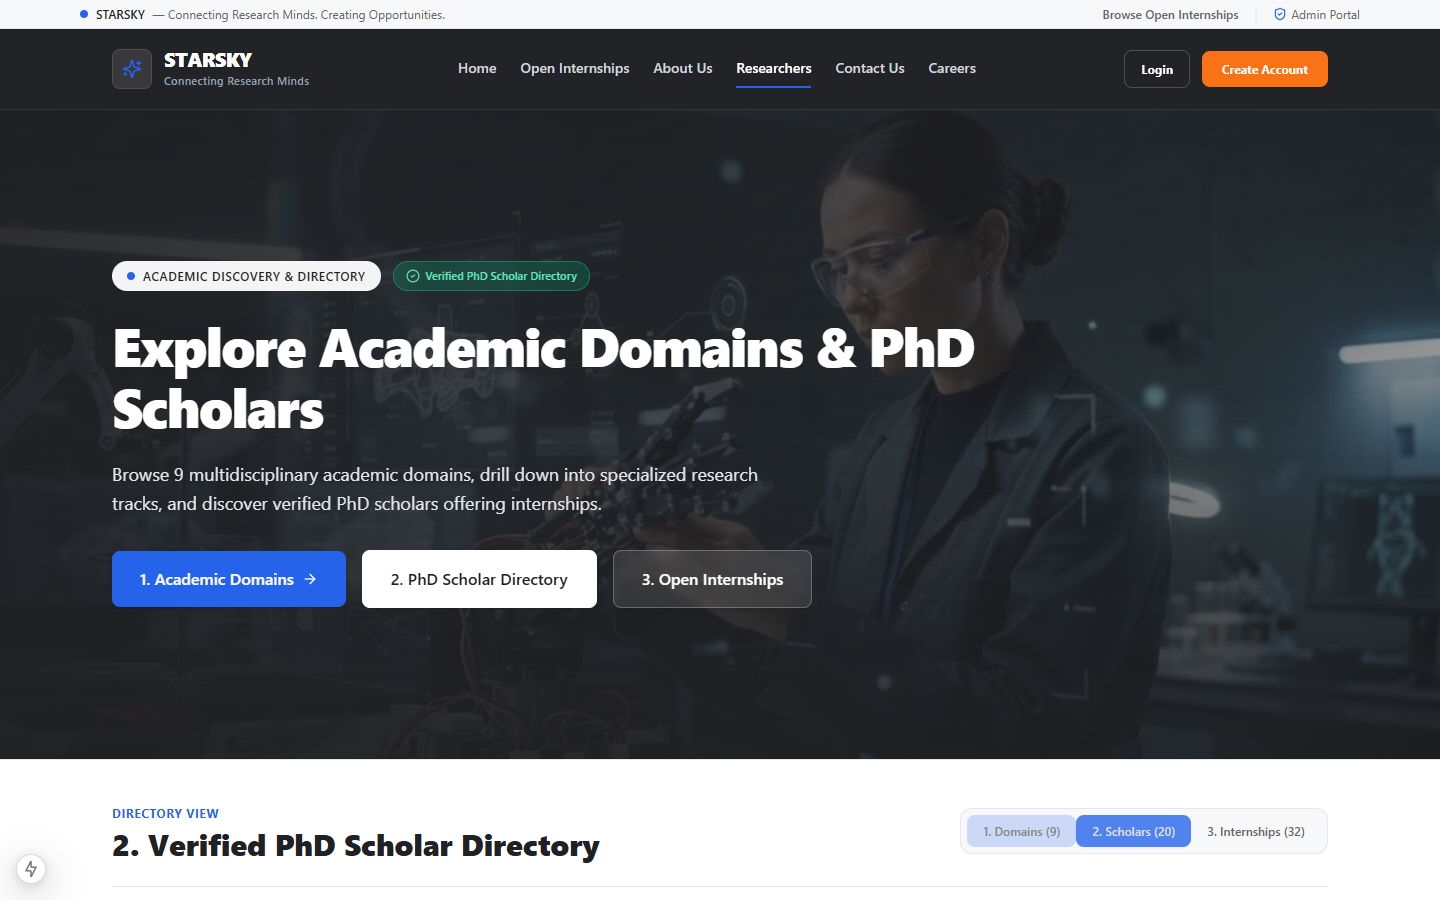 STARSKY — Connecting Research Minds. Creating Opportunities.
Browse Open Internships
Admin Portal
STARSKY
Connecting Research Minds
Home
Open Internships
About Us
Researchers
Contact Us
Careers
Login
Create Account
ACADEMIC DISCOVERY & DIRECTORY
Verified PhD Scholar Directory
Explore Academic Domains & PhD
Scholars
Browse 9 multidisciplinary academic domains, drill down into specialized research
tracks, and discover verified PhD scholars offering internships.
1. Academic Domains →
2. PhD Scholar Directory
3. Open Internships
DIRECTORY VIEW
2. Verified PhD Scholar Directory
1. Domains (9)
2. Scholars (20)
3. Internships (32)